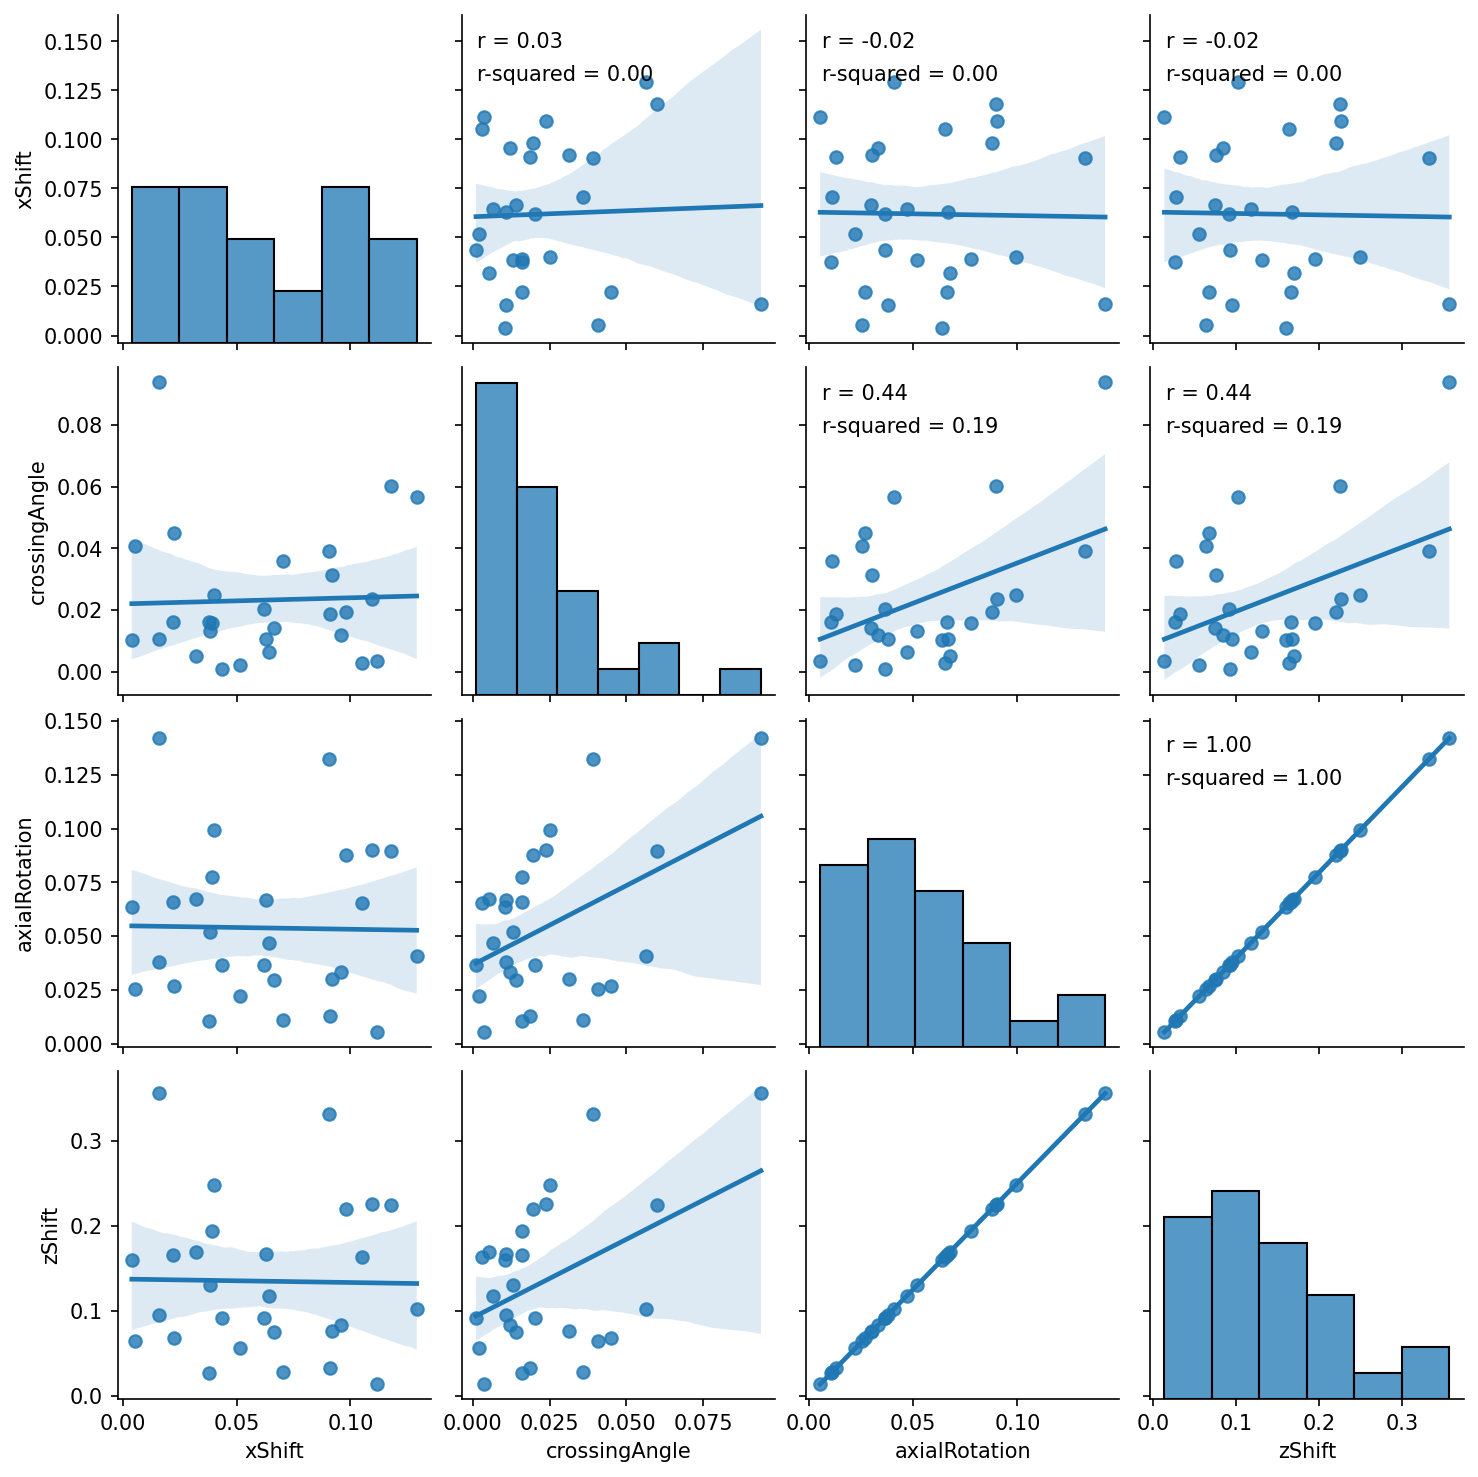 0.150
0.125
0.100
0.075
0.050
0.025
0.000
xShift
r = 0.03
r-squared = 0.00
r = -0.02
r-squared = 0.00
r = -0.02
r-squared = 0.00
0.08
0.06
0.04
0.02
0.00
crossingAngle
r = 0.44
r-squared = 0.19
r = 0.44
r-squared = 0.19
0.150
0.125
0.100
0.075
0.050
0.025
0.000
axialRotation
r = 1.00
r-squared = 1.00
0.3
0.2
0.1
0.0
zShift
0.00 0.05 0.10
xShift
0.000 0.025 0.050 0.075
crossingAngle
0.00 0.05 0.10
axialRotation
0.0 0.1 0.2 0.3
zShift